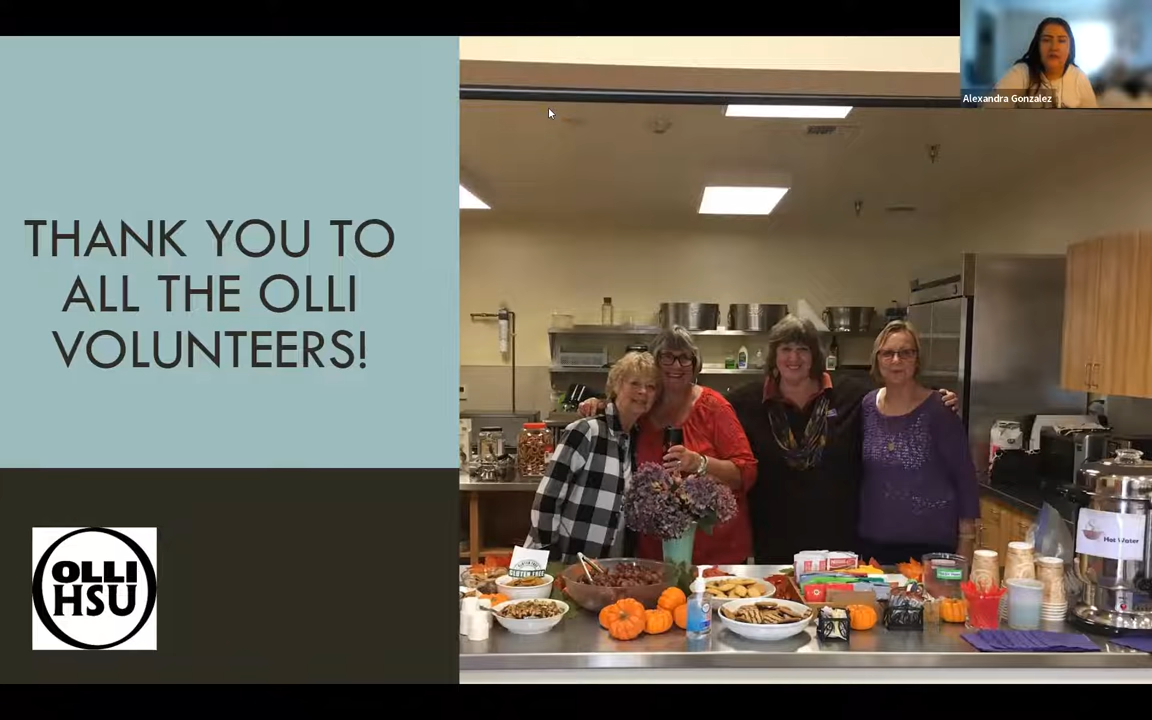 Alexandra Gonzalez
THANK YOU TO
ALL THE OLLI
VOLUNTEERS!
OLLI
HSU
GLUTEN FREE
Hot Water